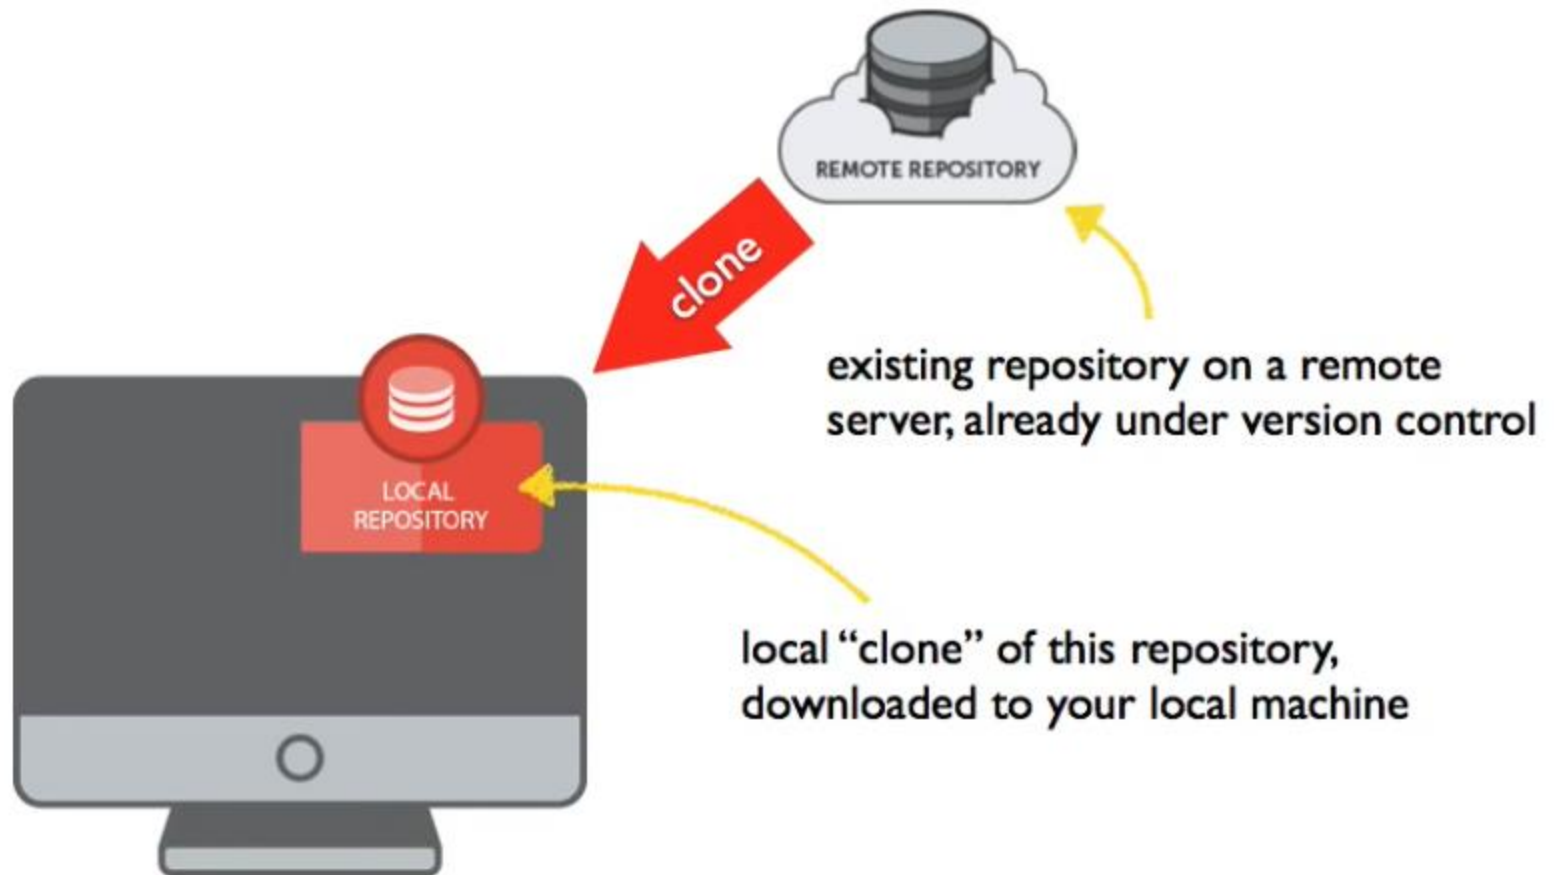 REMOTE REPOSITORY
clone
existing repository on a remote
server, already under version control
LOCAL
REPOSITORY
local “clone” of this repository,
downloaded to your local machine